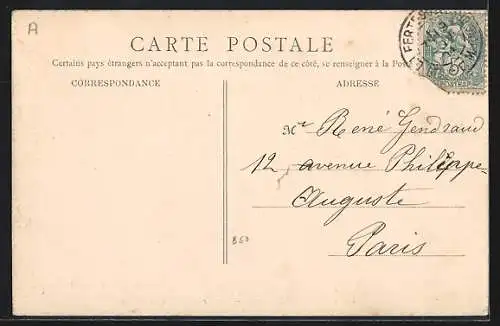 A
CARTE POSTALE
Certains pays étrangers n'acceptant pas la correspondance de ce côté, se renseigner à la Poste
CORRESPONDANCE
ADRESSE
Mr René Gendraud
12, avenue Philippe-
Auguste
Paris
B50